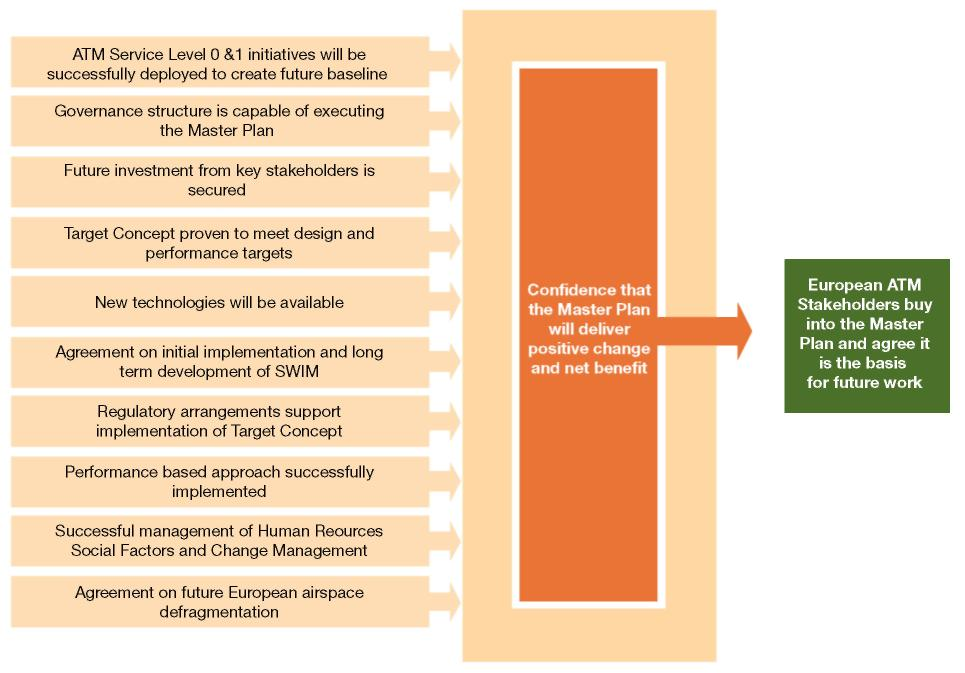 ATM Service Level 0 &1 initiatives will be
successfully deployed to create future baseline
Governance structure is capable of executing
the Master Plan
Future investment from key stakeholders is
secured
Target Concept proven to meet design and
performance targets
New technologies will be available
Agreement on initial implementation and long
term development of SWIM
Regulatory arrangements support
implementation of Target Concept
Performance based approach successfully
implemented
Successful management of Human Reources
Social Factors and Change Management
Agreement on future European airspace
defragmentation
Confidence that
the Master Plan
will deliver
positive change
and net benefit
European ATM
Stakeholders buy
into the Master
Plan and agree it
is the basis
for future work